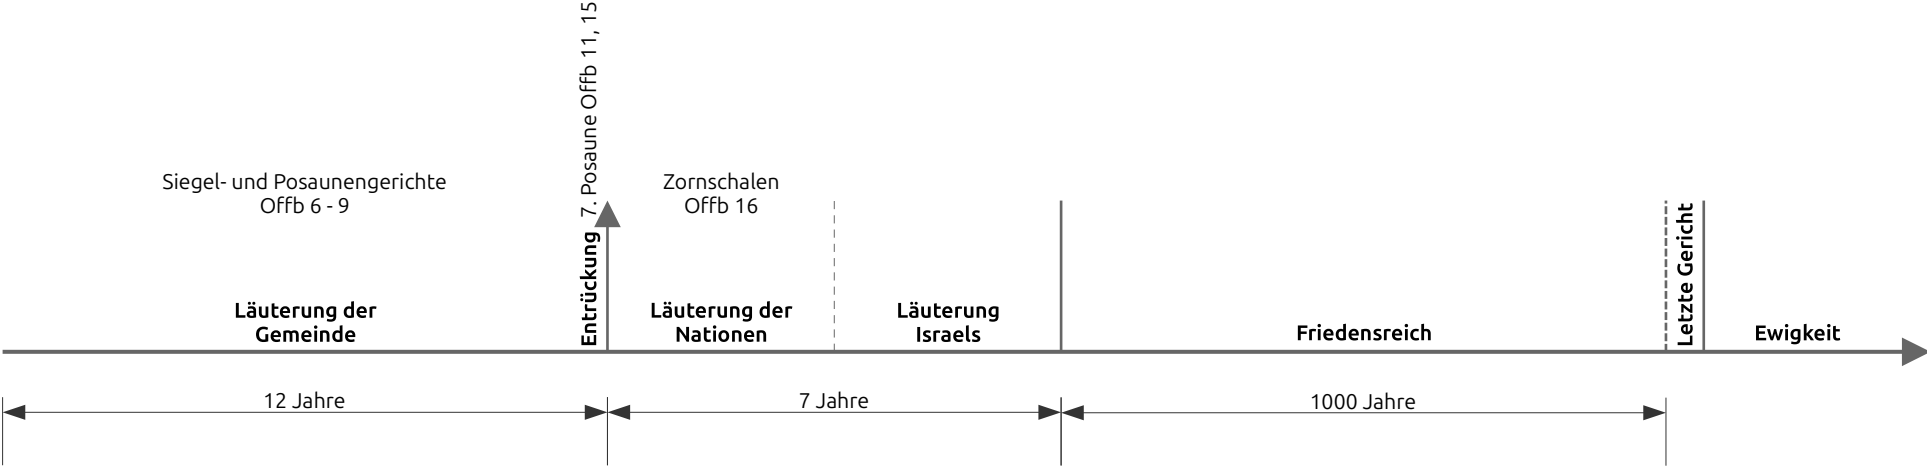 7. Posaune Offb 11, 15
Siegel- und Posaunengerichte
Offb 6 - 9
Zornschalen
Offb 16
Entrückung
Läuterung der
Gemeinde
Läuterung der
Nationen
Läuterung
Israels
Friedensreich
Letzte Gericht
Ewigkeit
12 Jahre
7 Jahre
1000 Jahre